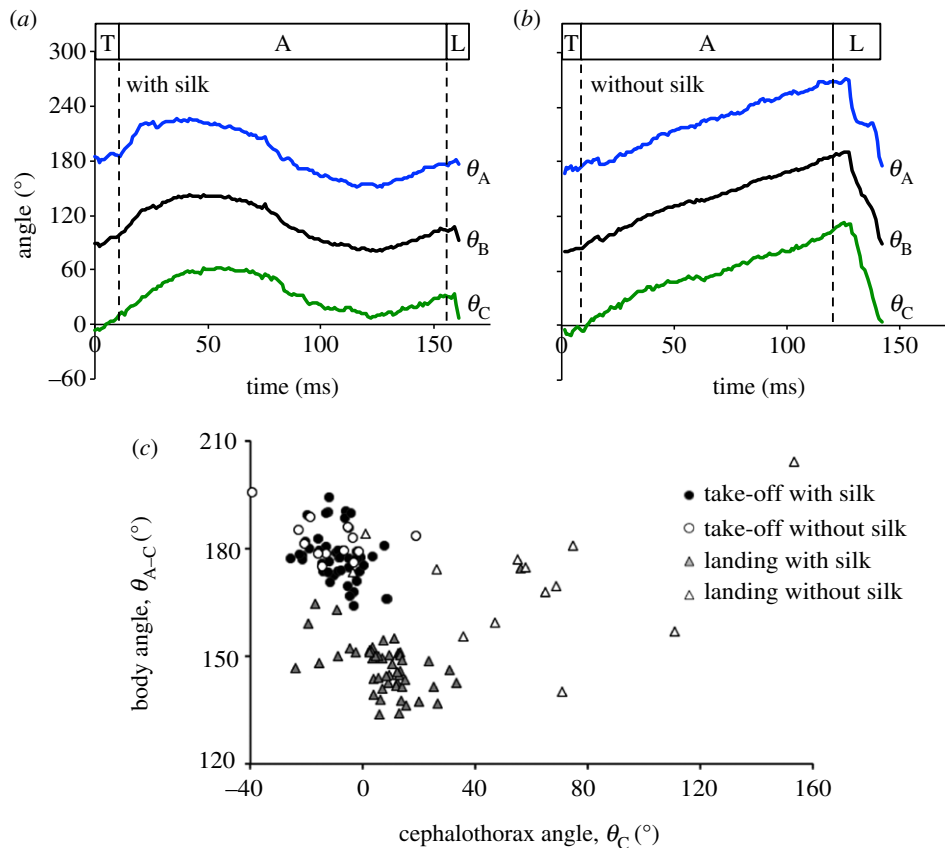 (a)
T A L
with silk
300
240
180
120
60
0
–60
angle (°)
θA
θB
θC
0 50 100 150
time (ms)
(b)
T A L
without silk
θA
θB
θC
0 50 100 150
time (ms)
(c)
210
180
150
120
body angle, θA–C (°)
take-off with silk
take-off without silk
landing with silk
landing without silk
–40 0 40 80 120 160
cephalothorax angle, θC (°)